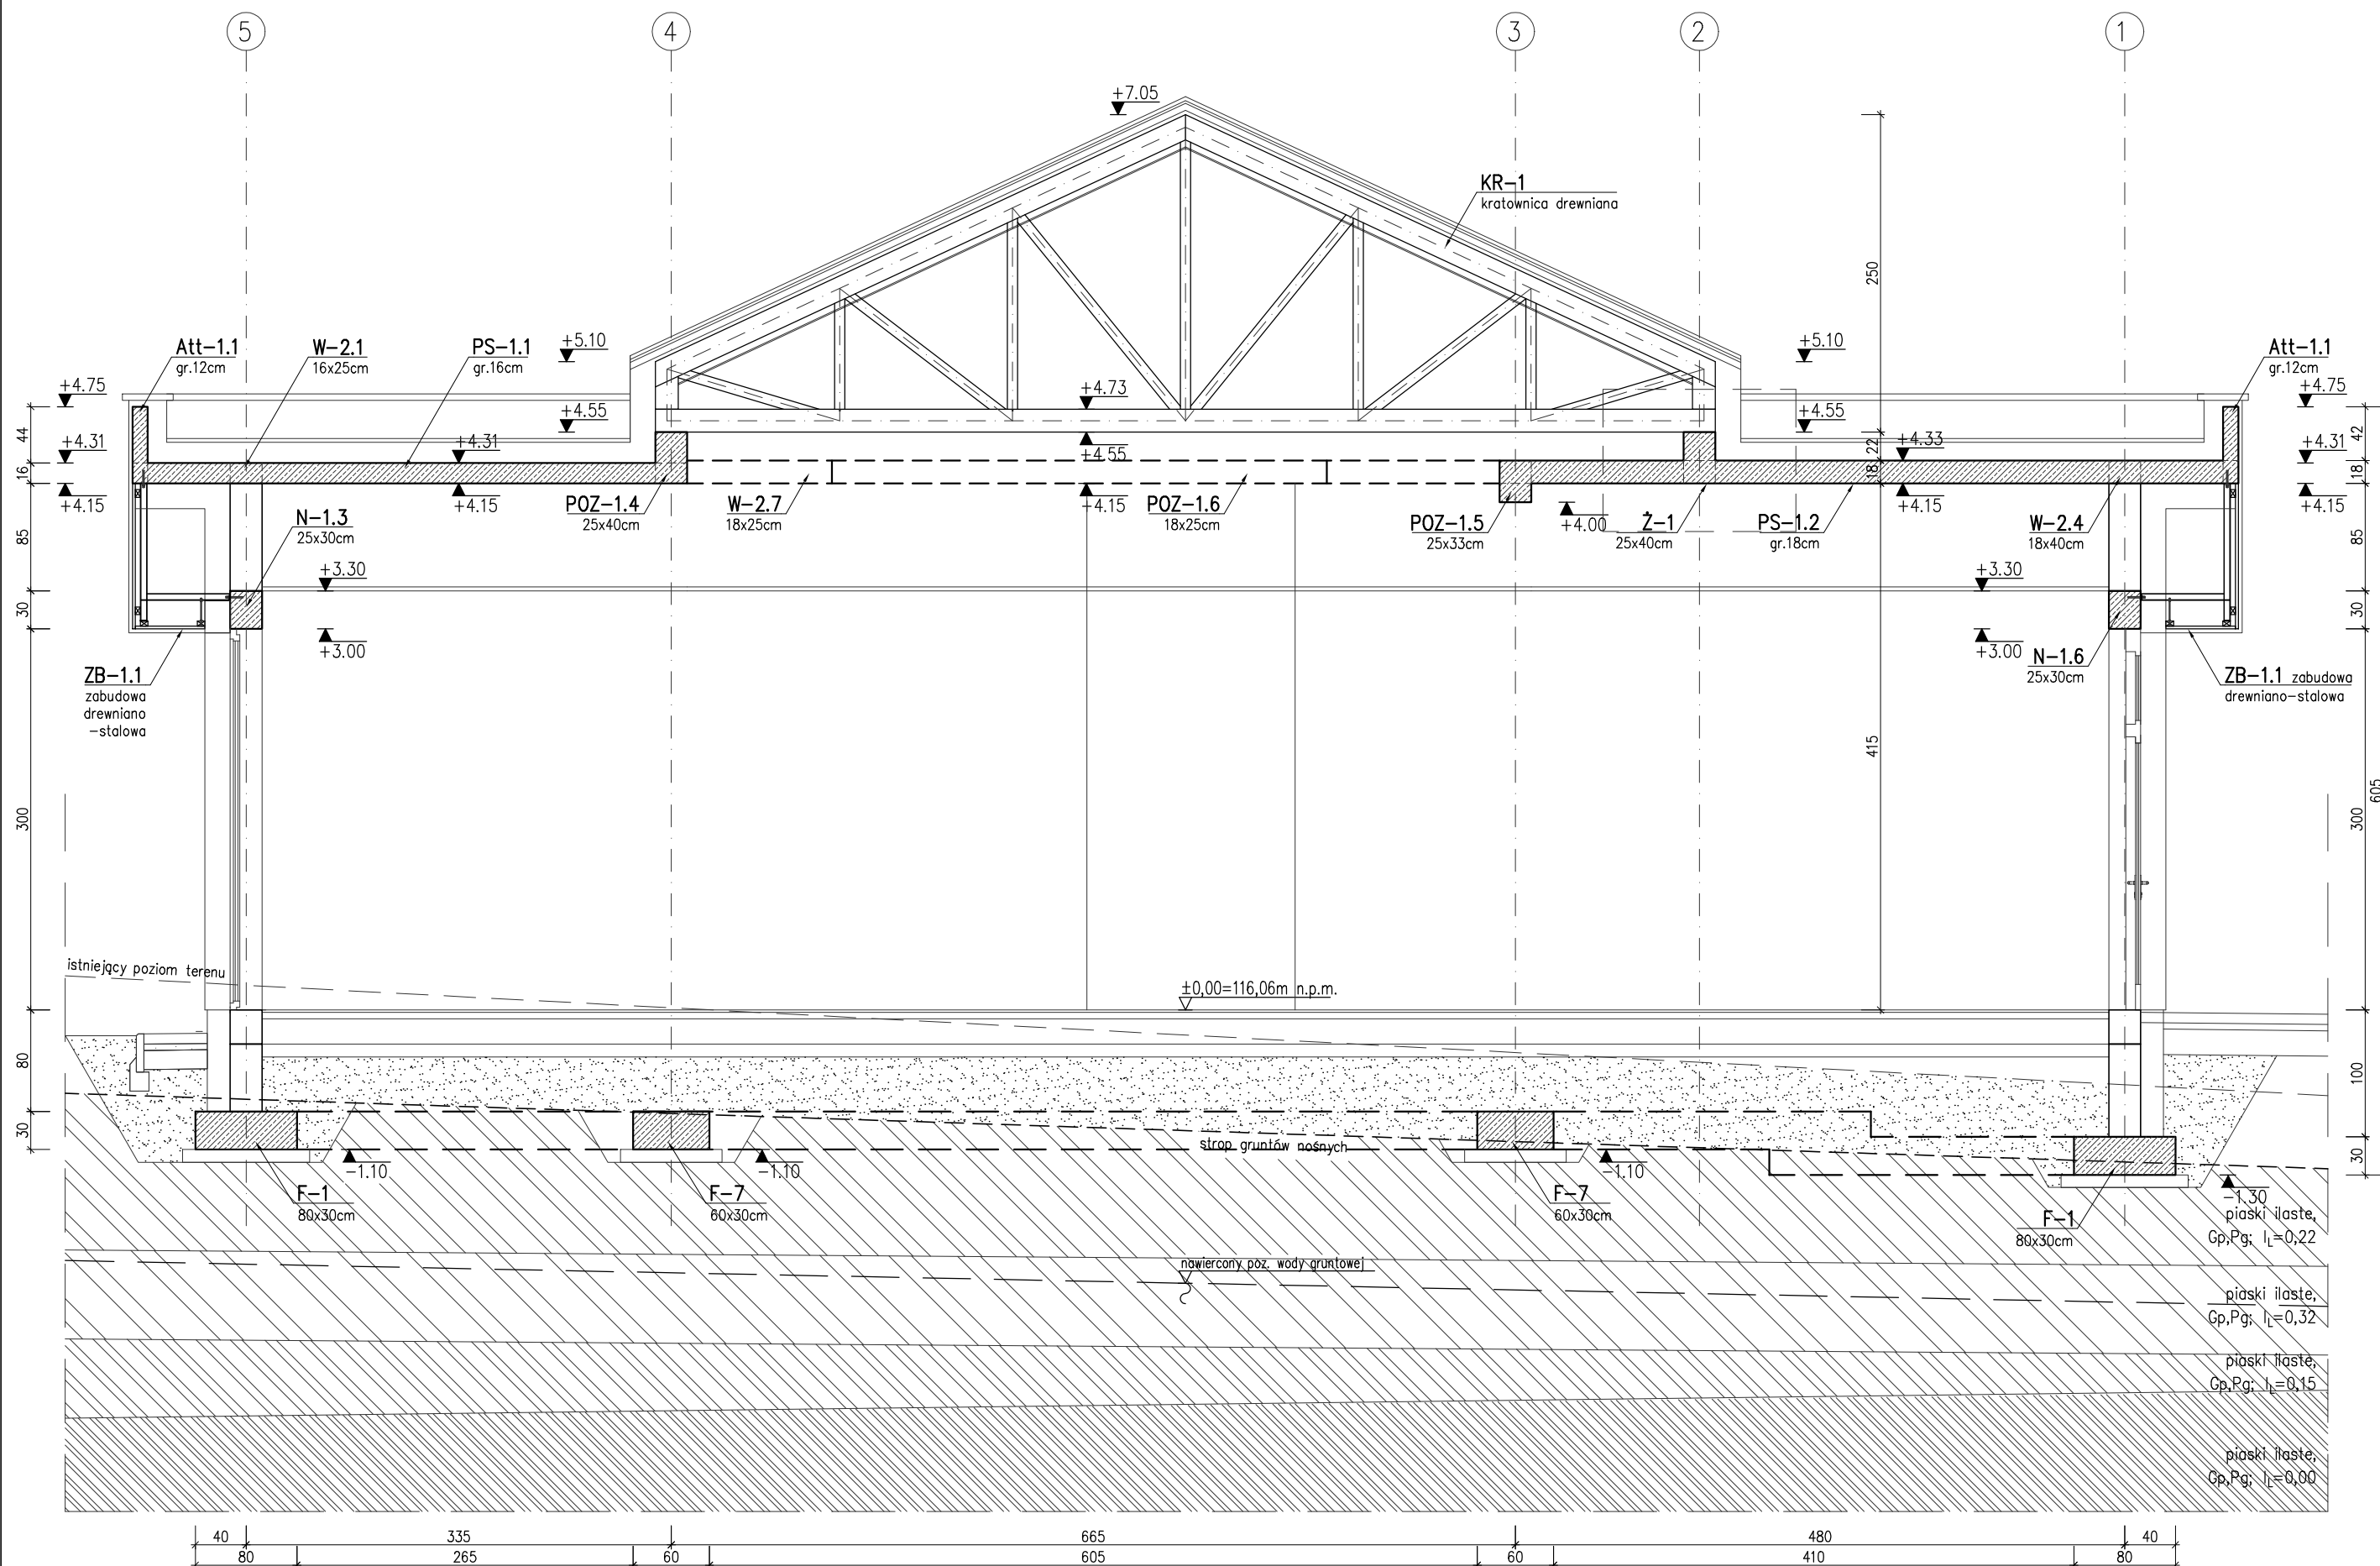 5
4
3
2
1
+7.05
KR-1
kratownica drewniana
250
Att-1.1
gr.12cm
W-2.1
16x25cm
PS-1.1
gr.16cm
+5.10
+5.10
Att-1.1
gr.12cm
+4.75
+4.55
+4.73
+4.55
+4.75
44
+4.31
+4.31
+4.55
22
+4.33
42
+4.31
16
18
18
+4.15
+4.15
POZ-1.4
25x40cm
W-2.7
18x25cm
+4.15
POZ-1.6
18x25cm
POZ-1.5
25x33cm
+4.00
Ż-1
25x40cm
PS-1.2
gr.18cm
+4.15
W-2.4
18x40cm
+4.15
N-1.3
25x30cm
85
85
+3.30
+3.30
30
30
+3.00
+3.00
N-1.6
25x30cm
ZB-1.1
zabudowa
drewniano
-stalowa
ZB-1.1 zabudowa
drewniano-stalowa
415
300
300
605
istniejący poziom terenu
±0,00=116,06m n.p.m.
80
100
30
30
strop gruntów nośnych
-1.10
-1.10
-1.10
-1.30
F-1
80x30cm
F-7
60x30cm
F-7
60x30cm
F-1
80x30cm
piaski ilaste,
Gp,Pg; IL=0,22
nawiercony poz. wody gruntowej
piaski ilaste,
Gp,Pg; IL=0,32
piaski ilaste,
Gp,Pg; IL=0,15
piaski ilaste,
Gp,Pg; IL=0,00
40
335
665
480
40
80
265
60
605
60
410
80